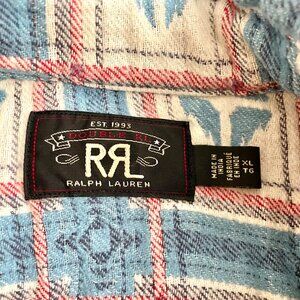 EST. 1993
DOUBLE RL
RRL
RALPH LAUREN
MADE IN
INDIA
FABRIQUÉ
EN INDE
XL
TG